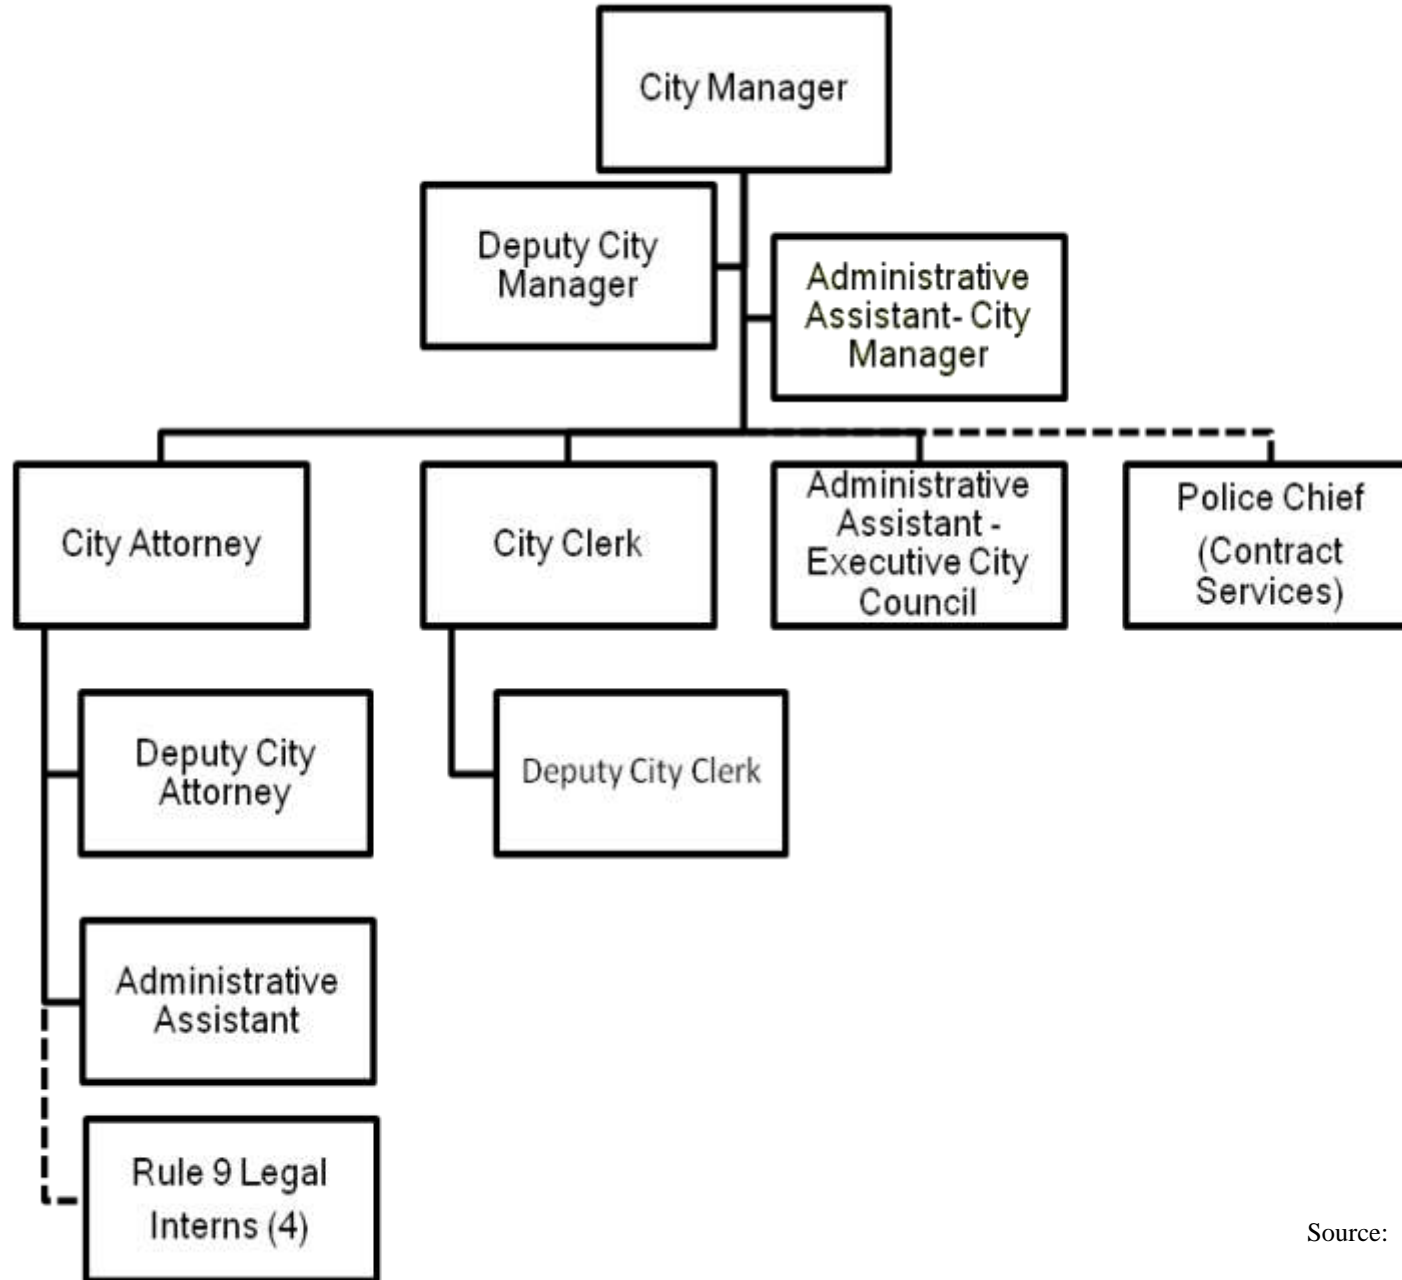 City Manager
Deputy City
Manager
Administrative
Assistant- City
Manager
City Attorney
City Clerk
Administrative
Assistant -
Executive City
Council
Police Chief
(Contract
Services)
Deputy City
Attorney
Deputy City Clerk
Administrative
Assistant
Rule 9 Legal
Interns (4)
Source: